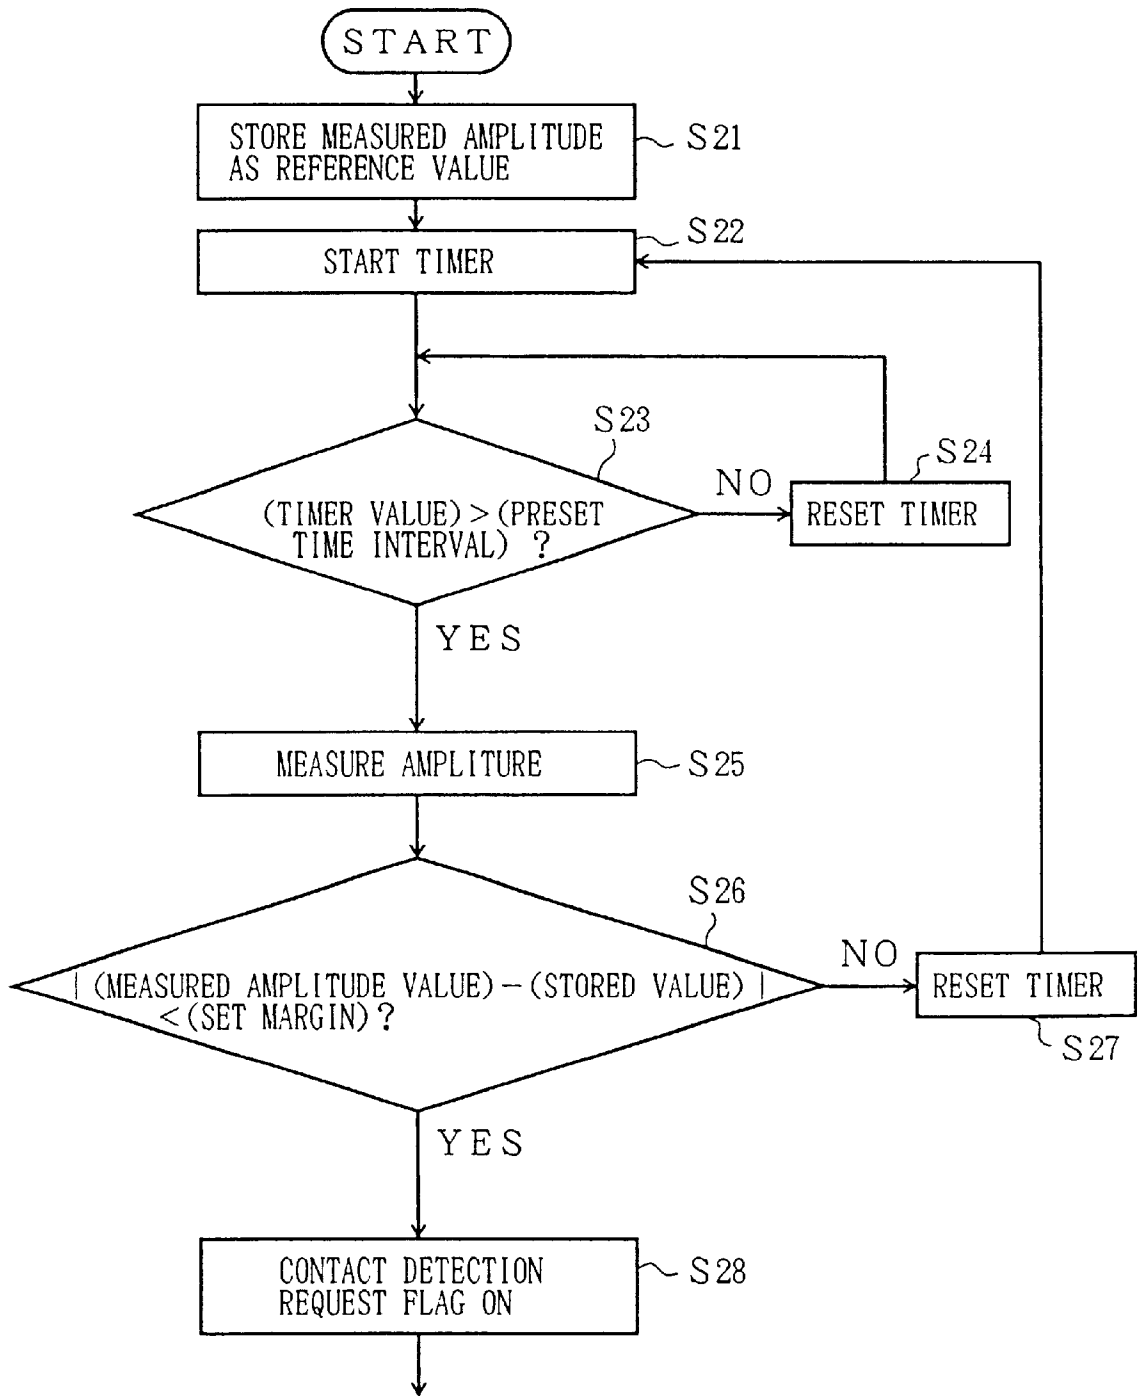 START
STORE MEASURED AMPLITUDE
AS REFERENCE VALUE
S21
START TIMER
S22
(TIMER VALUE)>(PRESET
TIME INTERVAL) ?
S23
NO
RESET TIMER
S24
YES
MEASURE AMPLITURE
S25
|(MEASURED AMPLITUDE VALUE)-(STORED VALUE)|
<(SET MARGIN)?
S26
NO
RESET TIMER
S27
YES
CONTACT DETECTION
REQUEST FLAG ON
S28